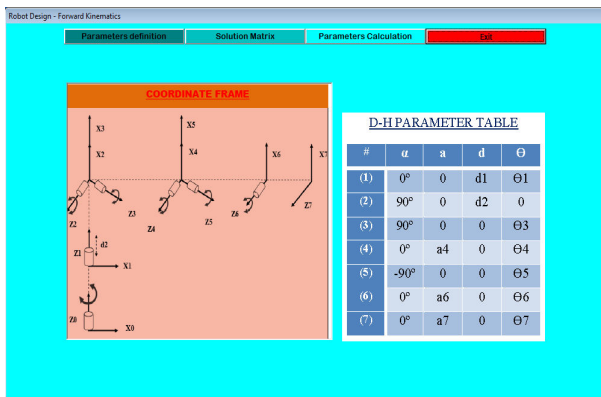 Robot Design - Forward Kinematics
Parameters definition Solution Matrix Parameters Calculation Exit
COORDINATE FRAME
X3 X5
X2 X4 X6 X7
Z2 Z3 Z4 Z5 Z6 Z7
d2
Z1 X1
Z0 X0
D-H PARAMETER TABLE
# α a d Θ
(1) 0° 0 d1 Θ1
(2) 90° 0 d2 0
(3) 90° 0 0 Θ3
(4) 0° a4 0 Θ4
(5) -90° 0 0 Θ5
(6) 0° a6 0 Θ6
(7) 0° a7 0 Θ7